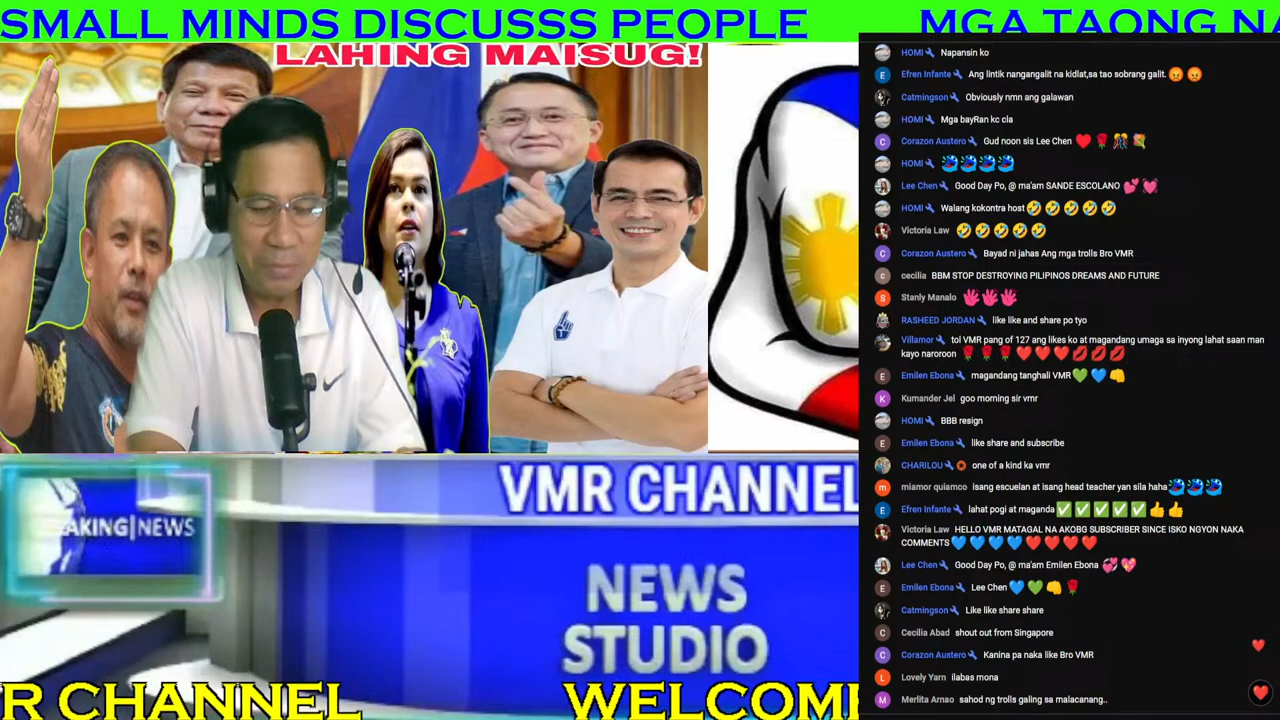 SMALL MINDS DISCUSSS PEOPLE
MGA TAONG NA
LAHING MAISUG!
HOMI Napansin ko
Efren Infante Ang lintik nangangalit na kidlat,sa tao sobrang galit. 😡 😡
Catmingson Obviously nmn ang galawan
HOMI Mga bayRan kc cla
Corazon Austero Gud noon sis Lee Chen
HOMI
Lee Chen Good Day Po, @ ma'am SANDE ESCOLANO
HOMI Walang kokontra host 🤣 🤣 🤣 🤣 🤣
Victoria Law 🤣 🤣 🤣 🤣 🤣
Corazon Austero Bayad ni jahas Ang mga trolls Bro VMR
cecilia BBM STOP DESTROYING PILIPINOS DREAMS AND FUTURE
Stanly Manalo
RASHEED JORDAN like like and share po tyo
Villamor tol VMR pang of 127 ang likes ko at magandang umaga sa inyong lahat saan man
kayo naroroon 🌹 🌹 🌹 ❤️ ❤️ ❤️ 💋 💋 💋
Emilen Ebona magandang tanghali VMR 💚 💙 👊
Kumander Jel goo morning sir vmr
HOMI BBB resign
Emilen Ebona like share and subscribe
CHARILOU one of a kind ka vmr
miamor quiamco isang escuelan at isang head teacher yan sila haha
Efren Infante lahat pogi at maganda ✅ ✅ ✅ ✅ ✅ 👍 👍
Victoria Law HELLO VMR MATAGAL NA AKOBG SUBSCRIBER SINCE ISKO NGYON NAKA
COMMENTS 💙 💙 💙 💙 ❤️ ❤️ ❤️ ❤️
Lee Chen Good Day Po, @ ma'am Emilen Ebona 💞 💖
Emilen Ebona Lee Chen 💙 💚 👊 🌹
Catmingson Like like share share
Cecilia Abad shout out from Singapore
Corazon Austero Kanina pa naka like Bro VMR
Lovely Yarn ilabas mona
Merlita Arnao sahod ng trolls galing sa malacanang..
VMR CHANNEL
AKING|NEWS
NEWS
STUDIO
R CHANNEL
WELCOME